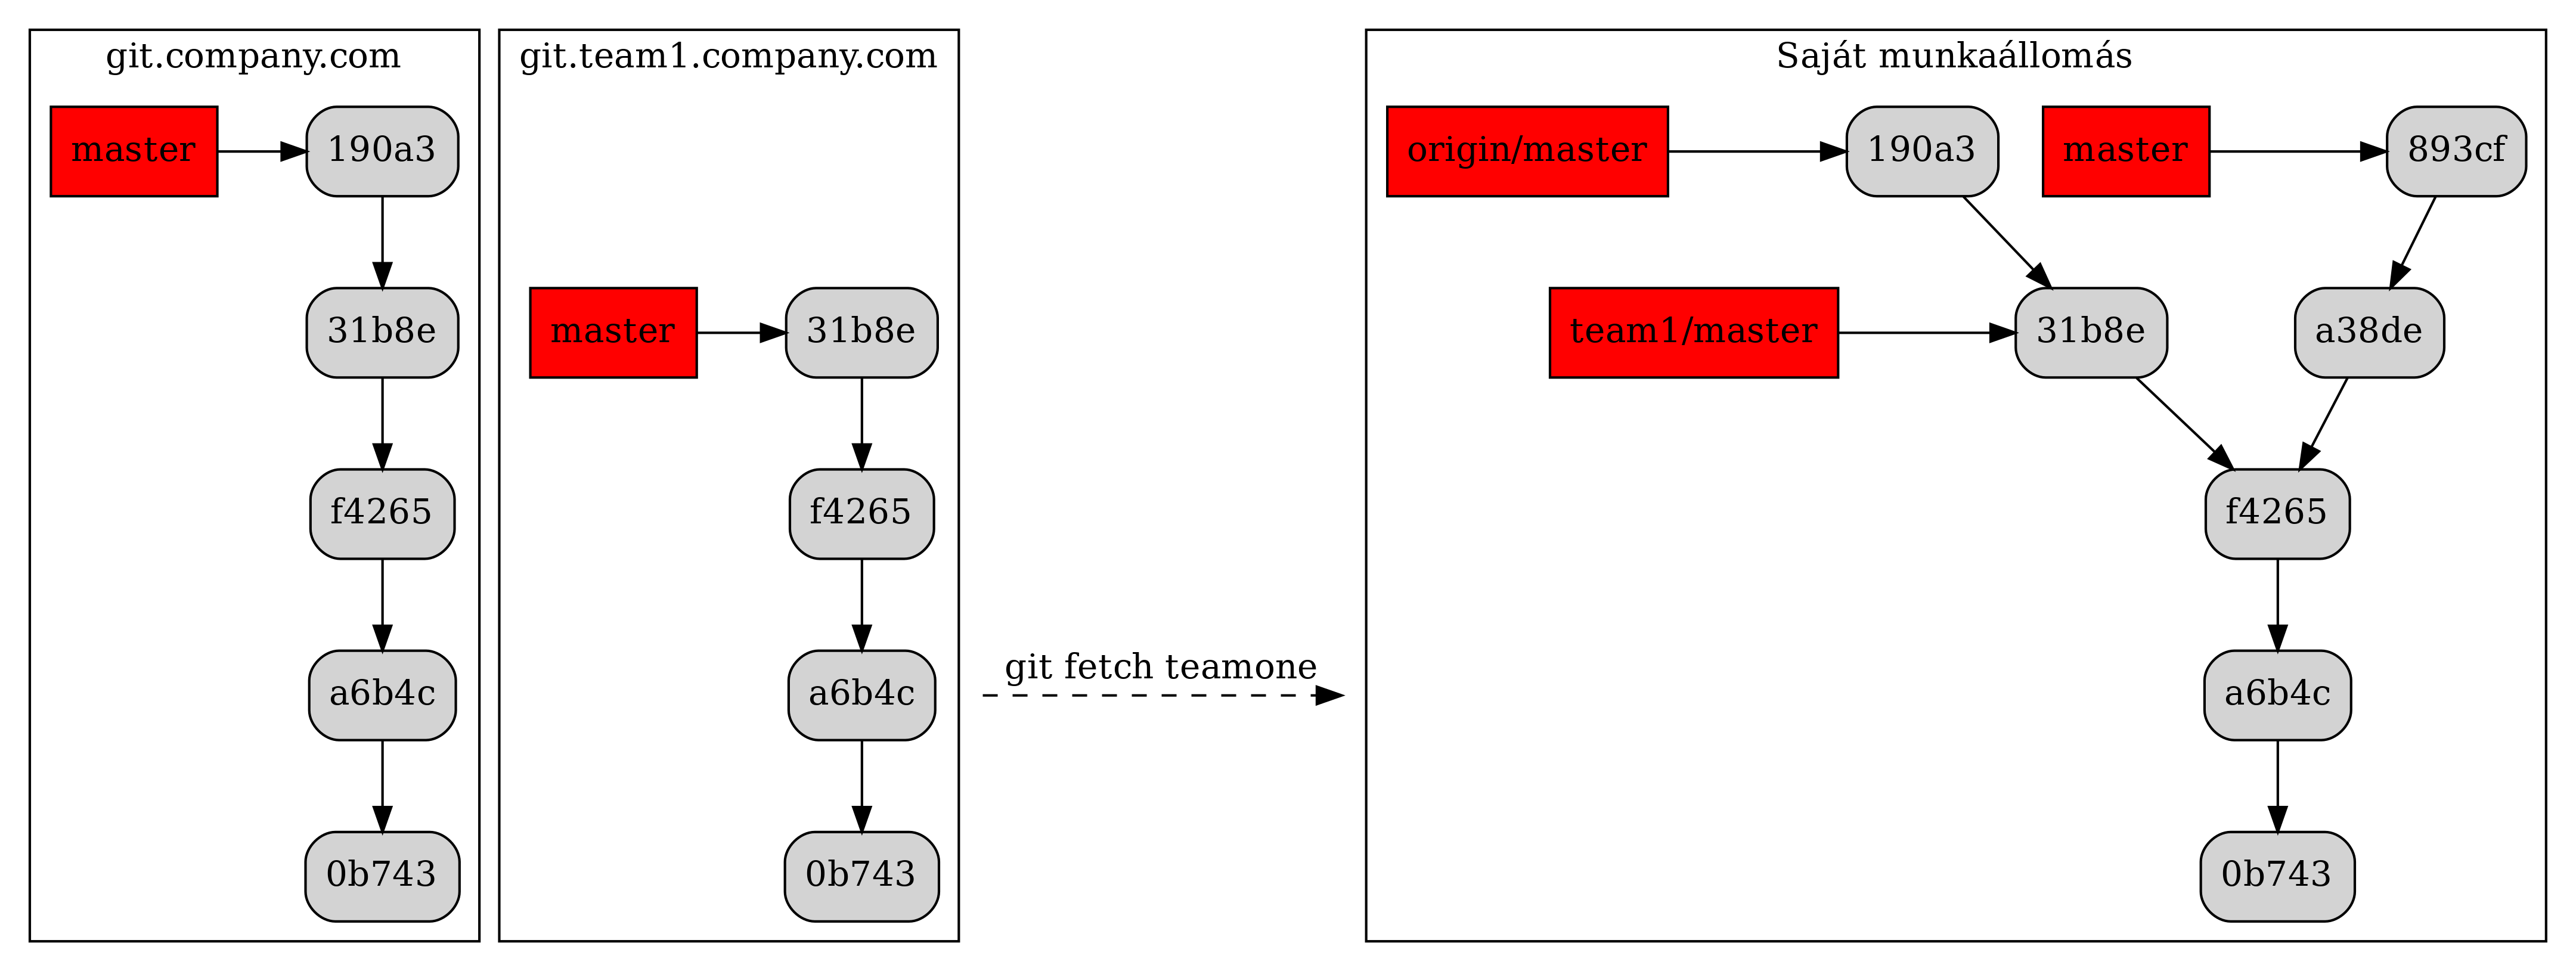 git.company.com
master
190a3
31b8e
f4265
a6b4c
0b743
git.team1.company.com
master
31b8e
f4265
a6b4c
0b743
git fetch teamone
Saját munkaállomás
origin/master
190a3
master
893cf
team1/master
31b8e
a38de
f4265
a6b4c
0b743